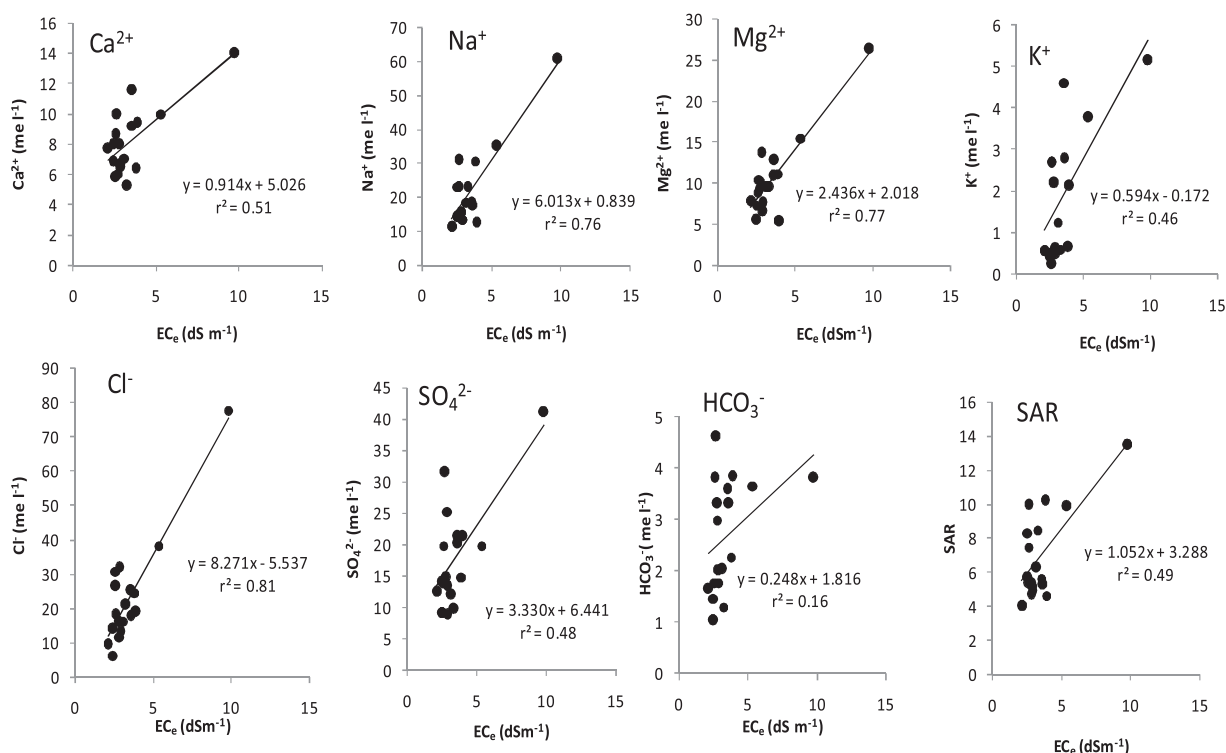 Ca²⁺
Ca²⁺ (me l⁻¹)
16
14
12
10
8
6
4
2
0
y = 0.914x + 5.026
r² = 0.51
0 5 10 15
ECₑ (dS m⁻¹)
Na⁺
Na⁺ (me l⁻¹)
70
60
50
40
30
20
10
0
y = 6.013x + 0.839
r² = 0.76
0 5 10 15
ECₑ (dS m⁻¹)
Mg²⁺
Mg²⁺ (me l⁻¹)
30
25
20
15
10
5
0
y = 2.436x + 2.018
r² = 0.77
0 5 10 15
ECₑ (dSm⁻¹)
K⁺
K⁺ (me l⁻¹)
6
5
4
3
2
1
0
y = 0.594x - 0.172
r² = 0.46
0 5 10 15
ECₑ (dSm⁻¹)
Cl⁻
Cl⁻ (me l⁻¹)
90
80
70
60
50
40
30
20
10
0
y = 8.271x - 5.537
r² = 0.81
0 5 10 15
ECₑ (dSm⁻¹)
SO₄²⁻
SO₄²⁻ (me l⁻¹)
45
40
35
30
25
20
15
10
5
0
y = 3.330x + 6.441
r² = 0.48
0 5 10 15
ECₑ (dSm⁻¹)
HCO₃⁻
HCO₃⁻ ( me l⁻¹)
5
4
3
2
1
0
y = 0.248x + 1.816
r² = 0.16
0 5 10 15
ECₑ (dSm⁻¹)
SAR
SAR
16
14
12
10
8
6
4
2
0
y = 1.052x + 3.288
r² = 0.49
0 5 10 15
ECₑ (dSm⁻¹)